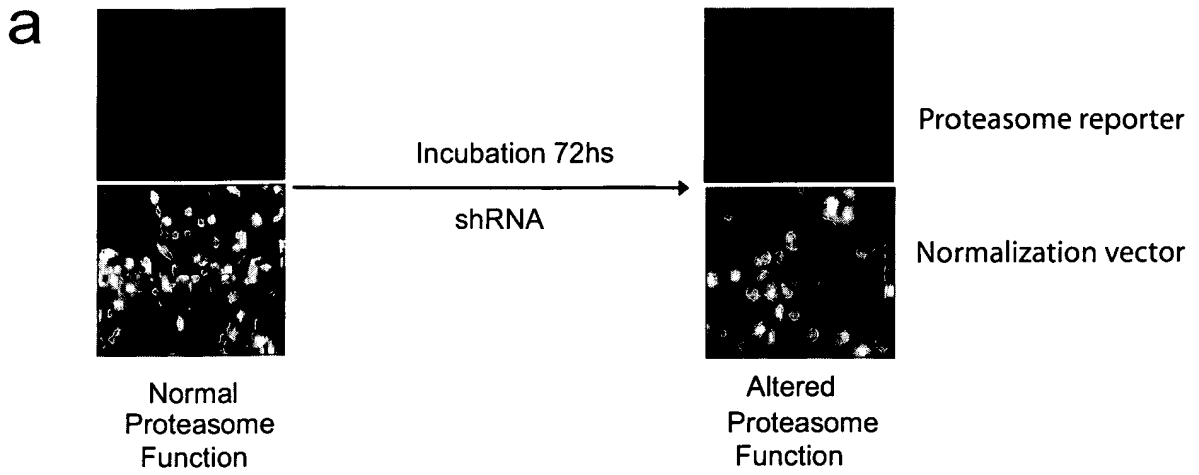 a
Proteasome reporter
Incubation 72hs
shRNA
Normalization vector
Normal
Proteasome
Function
Altered
Proteasome
Function